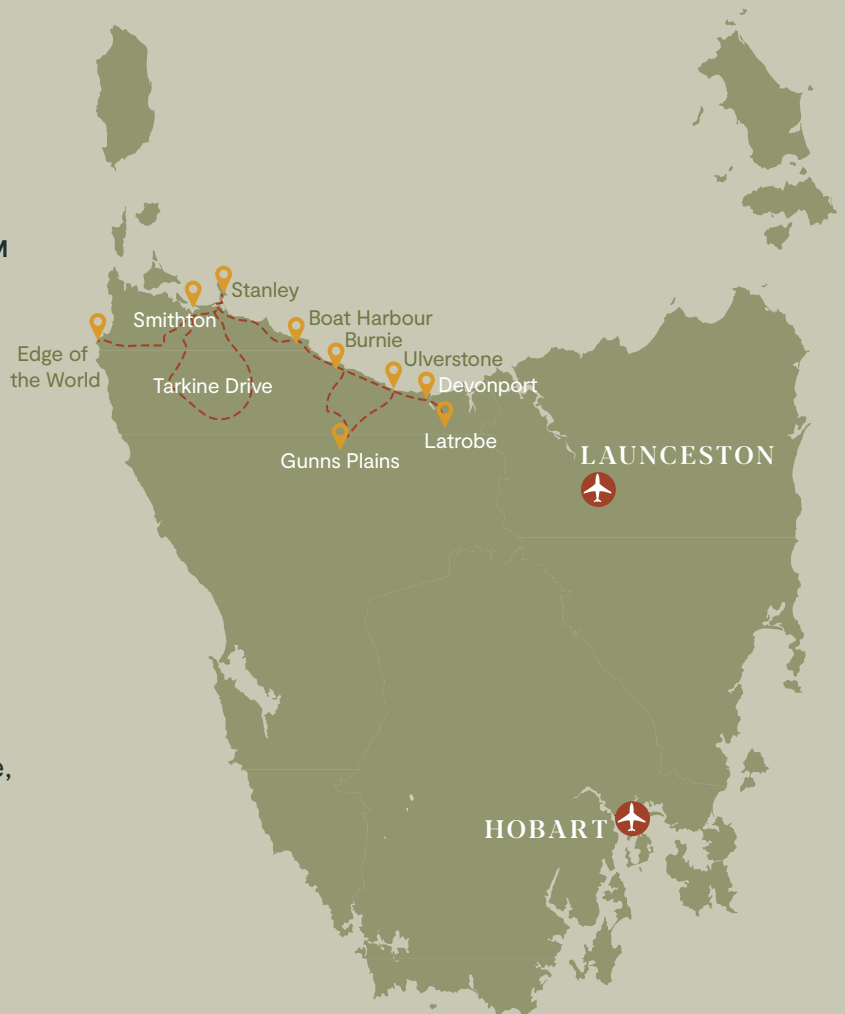 M
Stanley
Boat Harbour
Smithton
Burnie
Edge of
the World
Ulverstone
Tarkine Drive
Devonport
Latrobe
LAUNCESTON
Gunns Plains
e,
HOBART